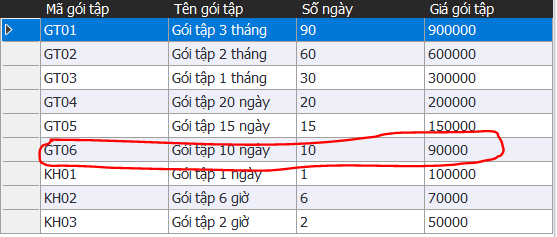 Mã gói tập Tên gói tập Số ngày Giá gói tập
GT01 Gói tập 3 tháng 90 900000
GT02 Gói tập 2 tháng 60 600000
GT03 Gói tập 1 tháng 30 300000
GT04 Gói tập 20 ngày 20 200000
GT05 Gói tập 15 ngày 15 150000
GT06 Gói tập 10 ngày 10 90000
KH01 Gói tập 1 ngày 1 100000
KH02 Gói tập 6 giờ 6 70000
KH03 Gói tập 2 giờ 2 50000